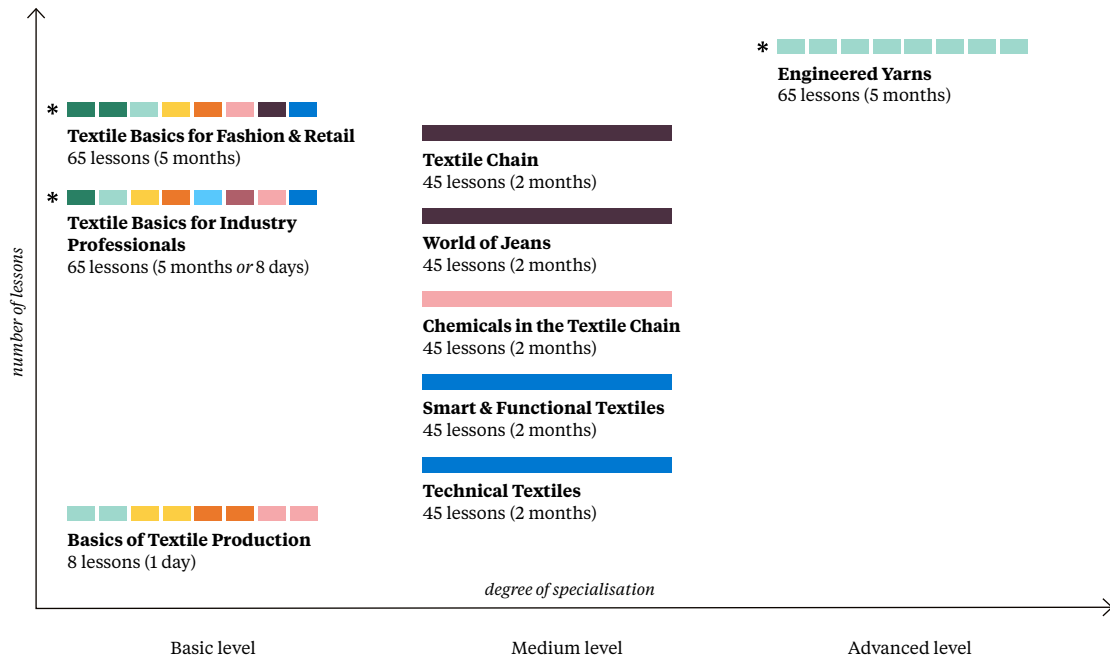 number of lessons
*
Textile Basics for Fashion & Retail
65 lessons (5 months)
*
Textile Basics for Industry
Professionals
65 lessons (5 months or 8 days)
Basics of Textile Production
8 lessons (1 day)
Textile Chain
45 lessons (2 months)
World of Jeans
45 lessons (2 months)
Chemicals in the Textile Chain
45 lessons (2 months)
Smart & Functional Textiles
45 lessons (2 months)
Technical Textiles
45 lessons (2 months)
*
Engineered Yarns
65 lessons (5 months)
degree of specialisation
Basic level
Medium level
Advanced level